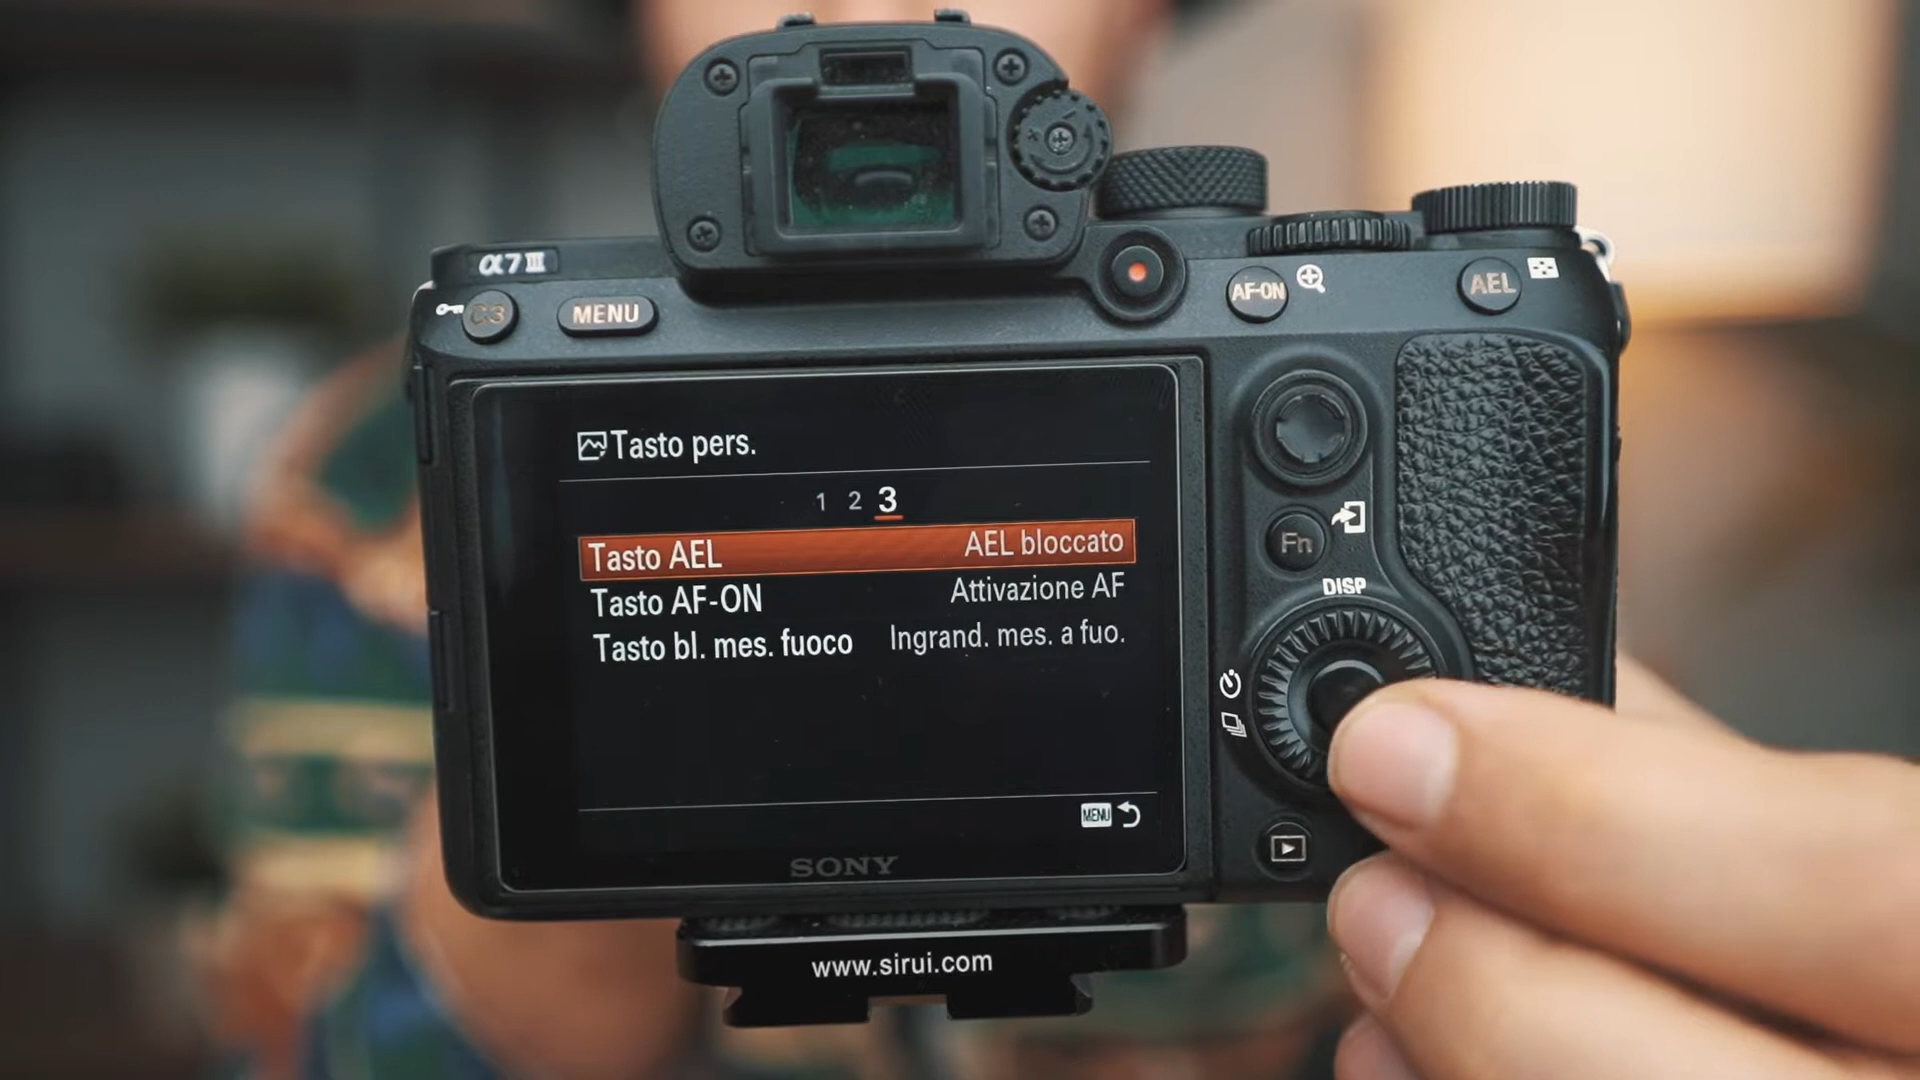 α7III
C3
MENU
AF-ON
AEL
Tasto pers.
1 2 3
Tasto AEL AEL bloccato
Tasto AF-ON Attivazione AF
Tasto bl. mes. fuoco Ingrand. mes. a fuo.
MENU
SONY
Fn
DISP
www.sirui.com